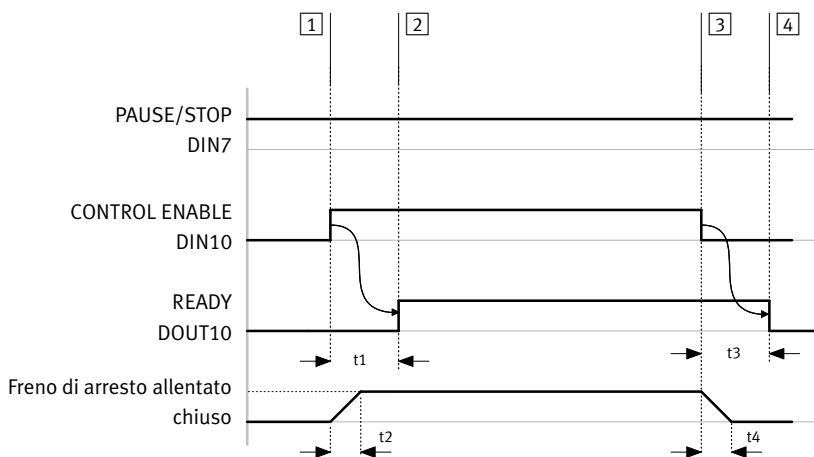 1 2 3 4
PAUSE/STOP
DIN7
CONTROL ENABLE
DIN10
READY
DOUT10
t1 t3
Freno di arresto allentato
chiuso
t2 t4